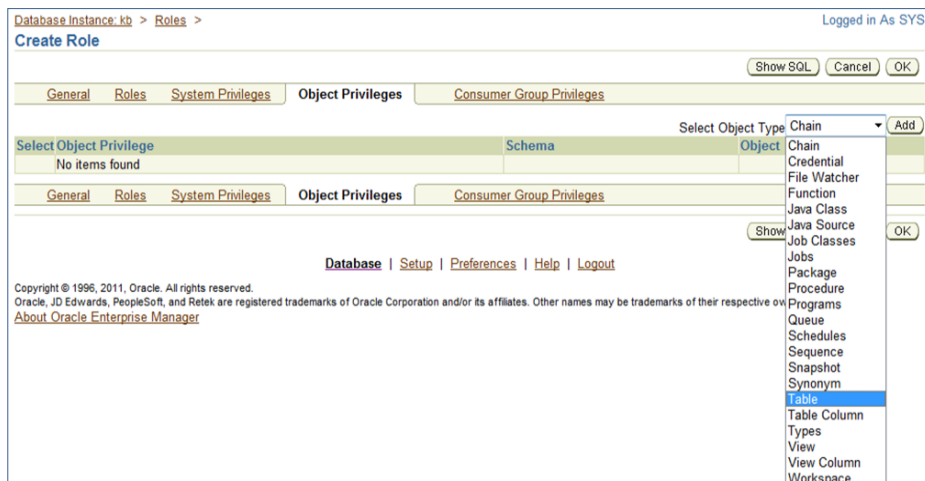 Database Instance: kb > Roles >
Logged in As SYS
Create Role
Show SQL Cancel OK
General Roles System Privileges Object Privileges Consumer Group Privileges
Select Object Type Chain Add
Select Object Privilege Schema Object
No items found
Chain
Credential
File Watcher
Function
Java Class
Java Source
Job Classes
Jobs
Package
Procedure
Programs
Queue
Schedules
Sequence
Snapshot
Synonym
Table
Table Column
Types
View
View Column
Workspace
General Roles System Privileges Object Privileges Consumer Group Privileges
Show OK
Database | Setup | Preferences | Help | Logout
Copyright © 1996, 2011, Oracle. All rights reserved.
Oracle, JD Edwards, PeopleSoft, and Retek are registered trademarks of Oracle Corporation and/or its affiliates. Other names may be trademarks of their respective ow
About Oracle Enterprise Manager